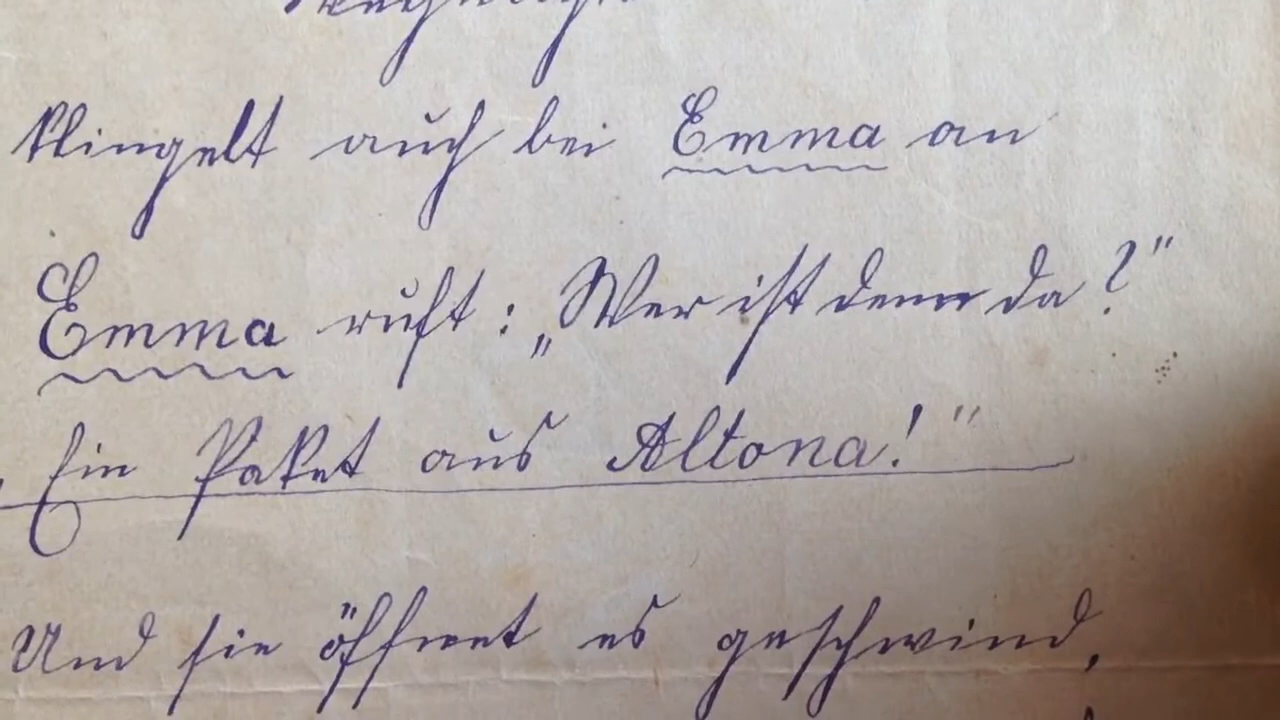 klingelt auch bei Emma an
Emma ruft: „Wer ist denn da?"
„Ein Paket aus Altona!"
Und sie öffnet es geschwind,